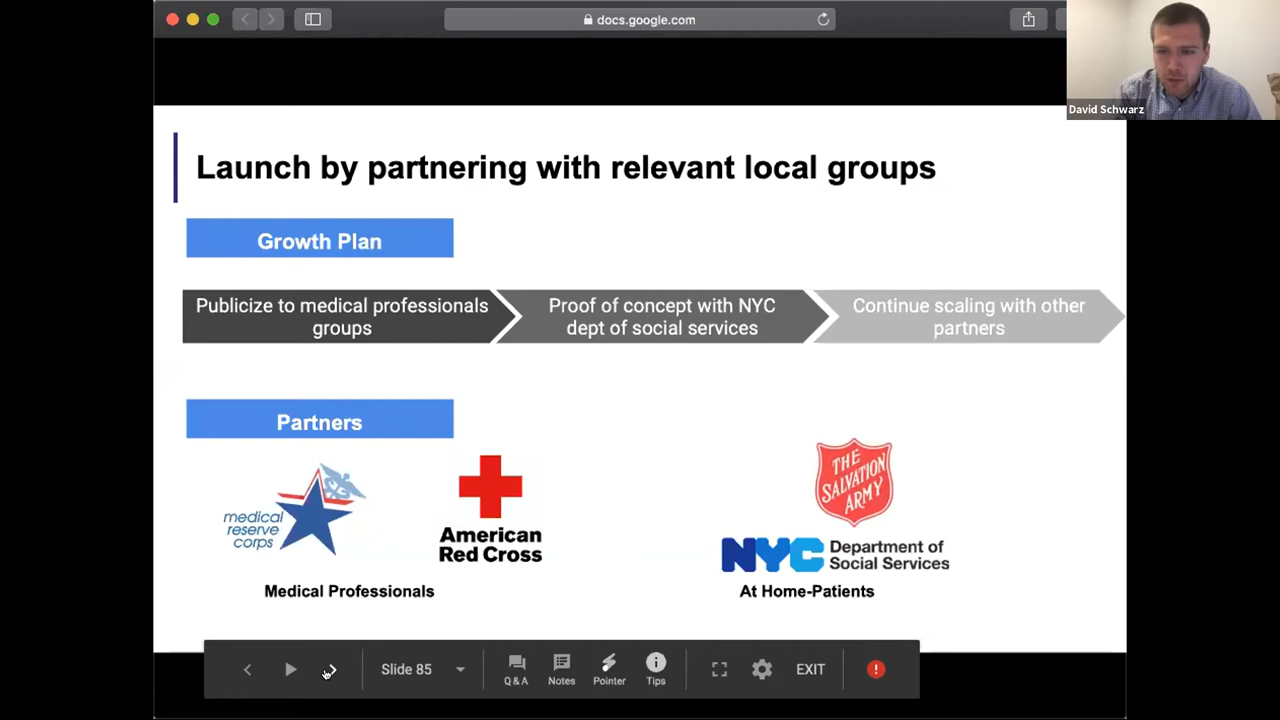 docs.google.com
David Schwarz
Launch by partnering with relevant local groups
Growth Plan
Publicize to medical professionals
groups
Proof of concept with NYC
dept of social services
Continue scaling with other
partners
Partners
medical
reserve
corps
American
Red Cross
Medical Professionals
THE
SALVATION
ARMY
NYC Department of
Social Services
At Home-Patients
Slide 85
Q&A
Notes
Pointer
Tips
EXIT